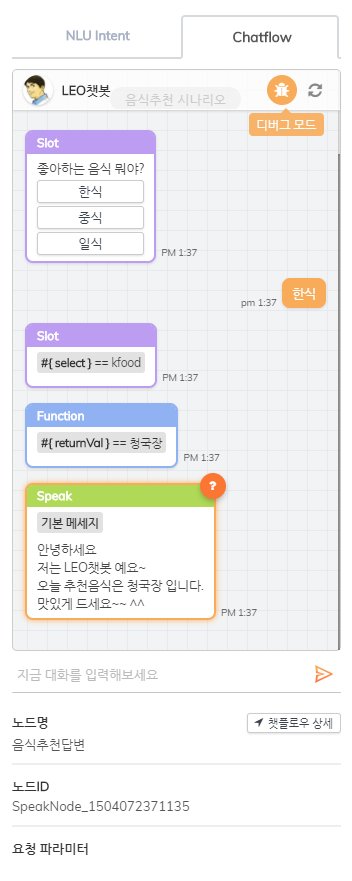 NLU Intent
Chatflow
LEO챗봇
음식추천 시나리오
디버그 모드
Slot
좋아하는 음식 뭐야?
한식
중식
일식
PM 1:37
pm 1:37
한식
Slot
#{ select } == kfood
PM 1:37
Function
#{ returnVal } == 청국장
PM 1:37
?
Speak
기본 메세지
안녕하세요
저는 LEO챗봇 예요~
오늘 추천음식은 청국장 입니다.
맛있게 드세요~~ ^^
PM 1:37
지금 대화를 입력해보세요
노드명
챗플로우 상세
음식추천답변
노드ID
SpeakNode_1504072371135
요청 파라미터